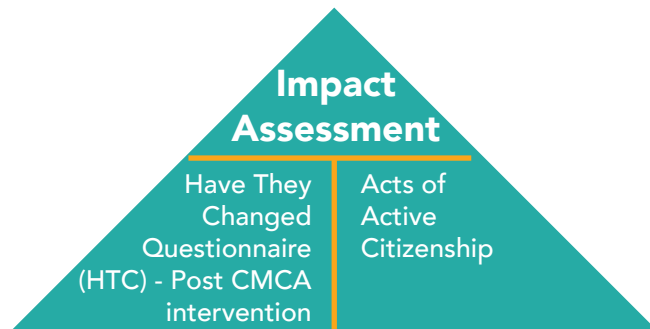 Impact
Assessment
Have They
Changed
Questionnaire
(HTC) - Post CMCA
intervention
Acts of
Active
Citizenship